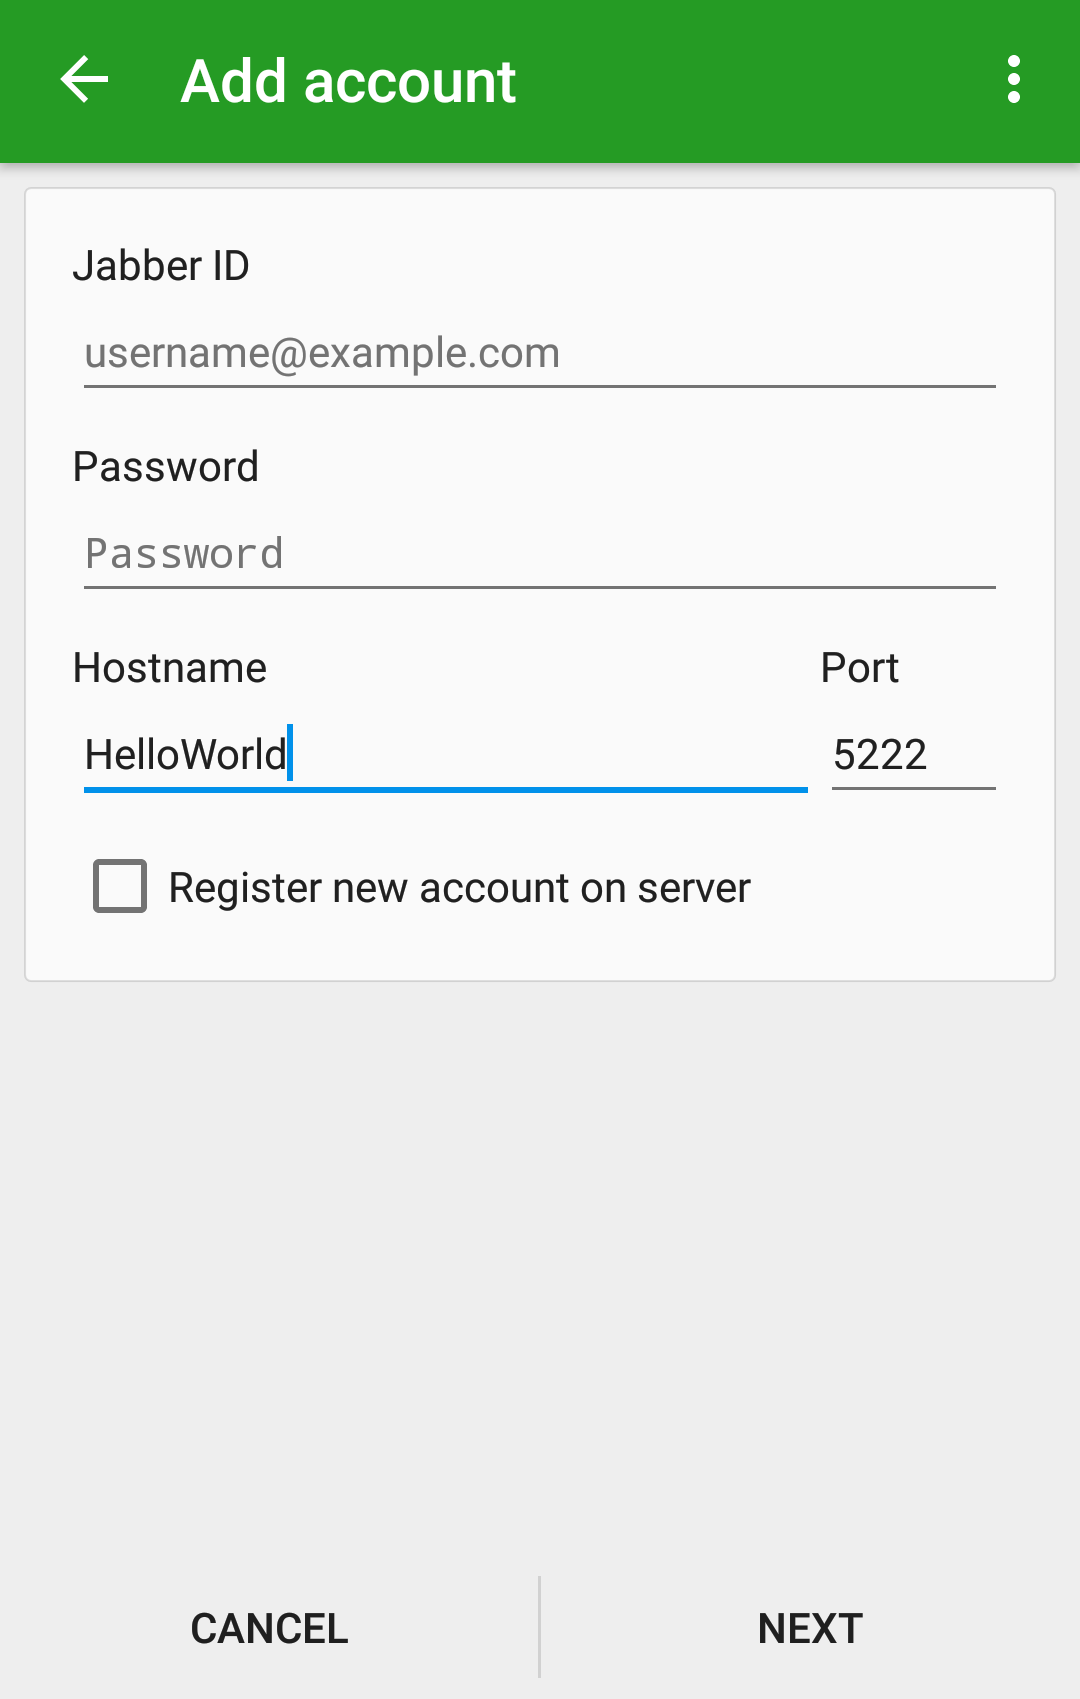 Add account
Jabber ID
username@example.com
Password
Password
Hostname Port
HelloWorld 5222
Register new account on server
CANCEL NEXT